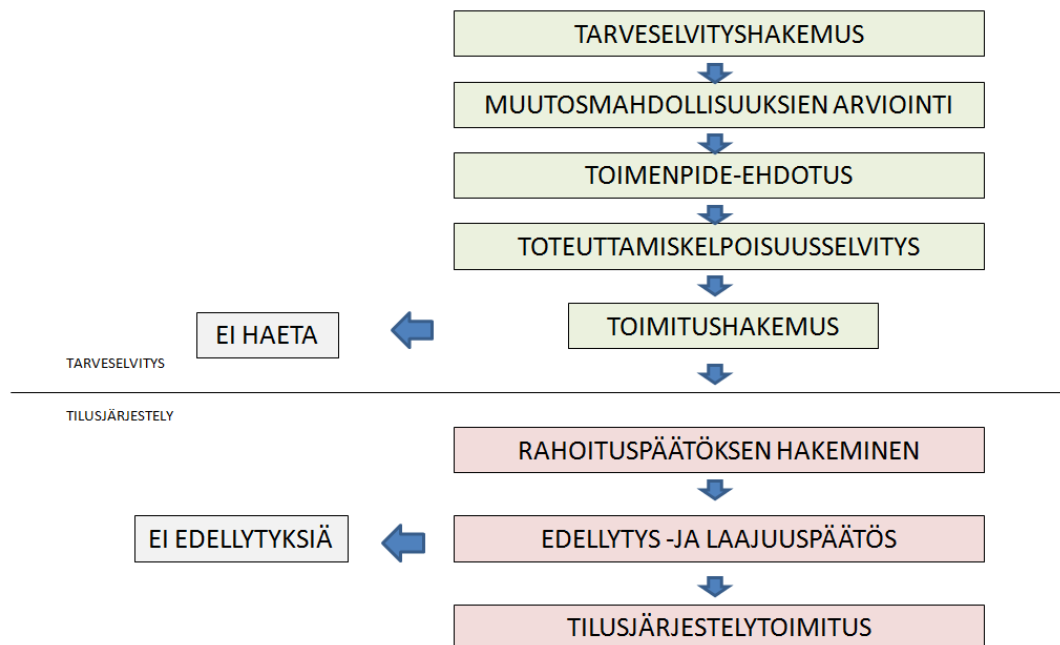 TARVESELVITYSHAKEMUS
MUUTOSMAHDOLLISUUKSIEN ARVIOINTI
TOIMENPIDE-EHDOTUS
TOTEUTTAMISKELPOISUUSSELVITYS
TOIMITUSHAKEMUS
EI HAETA
TARVESELVITYS
TILUSJÄRJESTELY
RAHOITUSPÄÄTÖKSEN HAKEMINEN
EDELLYTYS -JA LAAJUUSPÄÄTÖS
EI EDELLYTYKSIÄ
TILUSJÄRJESTELYTOIMITUS